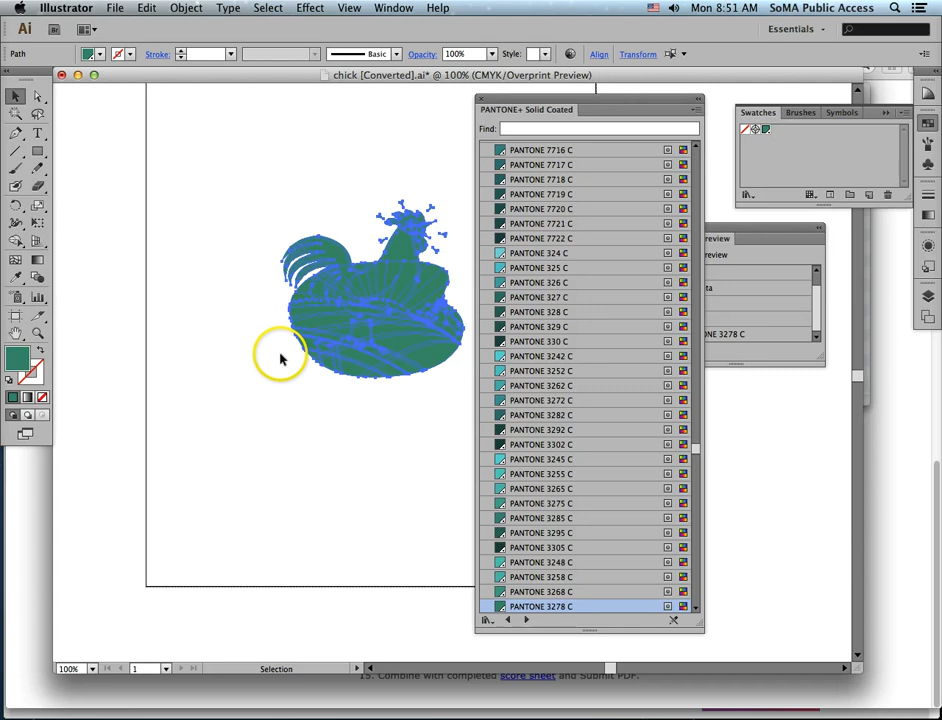 Illustrator File Edit Object Type Select Effect View Window Help Mon 8:51 AM SoMA Public Access
Ai Br Essentials
Path Stroke: Basic Opacity: 100% Style: Align Transform
chick [Converted].ai* @ 100% (CMYK/Overprint Preview)
PANTONE+ Solid Coated
Find:
PANTONE 7716 C
PANTONE 7717 C
PANTONE 7718 C
PANTONE 7719 C
PANTONE 7720 C
PANTONE 7721 C
PANTONE 7722 C
PANTONE 324 C
PANTONE 325 C
PANTONE 326 C
PANTONE 327 C
PANTONE 328 C
PANTONE 329 C
PANTONE 330 C
PANTONE 3242 C
PANTONE 3252 C
PANTONE 3262 C
PANTONE 3272 C
PANTONE 3282 C
PANTONE 3292 C
PANTONE 3302 C
PANTONE 3245 C
PANTONE 3255 C
PANTONE 3265 C
PANTONE 3275 C
PANTONE 3285 C
PANTONE 3295 C
PANTONE 3305 C
PANTONE 3248 C
PANTONE 3258 C
PANTONE 3268 C
PANTONE 3278 C
Swatches Brushes Symbols
review
review
ta
NE 3278 C
100% 1 Selection
15. Combine with completed score sheet and Submit PDF.